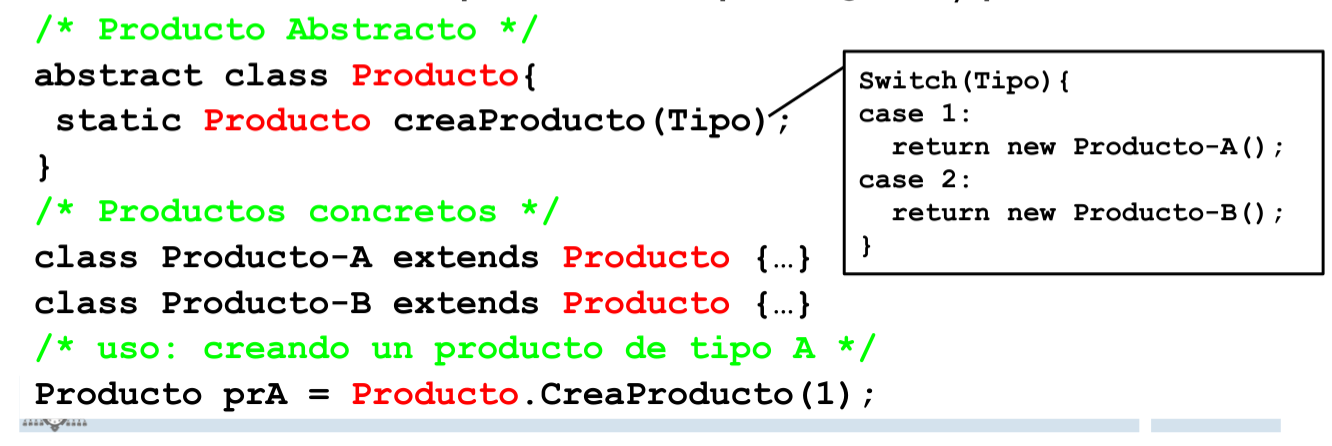 /* Producto Abstracto */
abstract class Producto{
static Producto creaProducto(Tipo);
}
/* Productos concretos */
class Producto-A extends Producto {…}
class Producto-B extends Producto {…}
/* uso: creando un producto de tipo A */
Producto prA = Producto.CreaProducto(1);
Switch(Tipo){
case 1:
return new Producto-A();
case 2:
return new Producto-B();
}